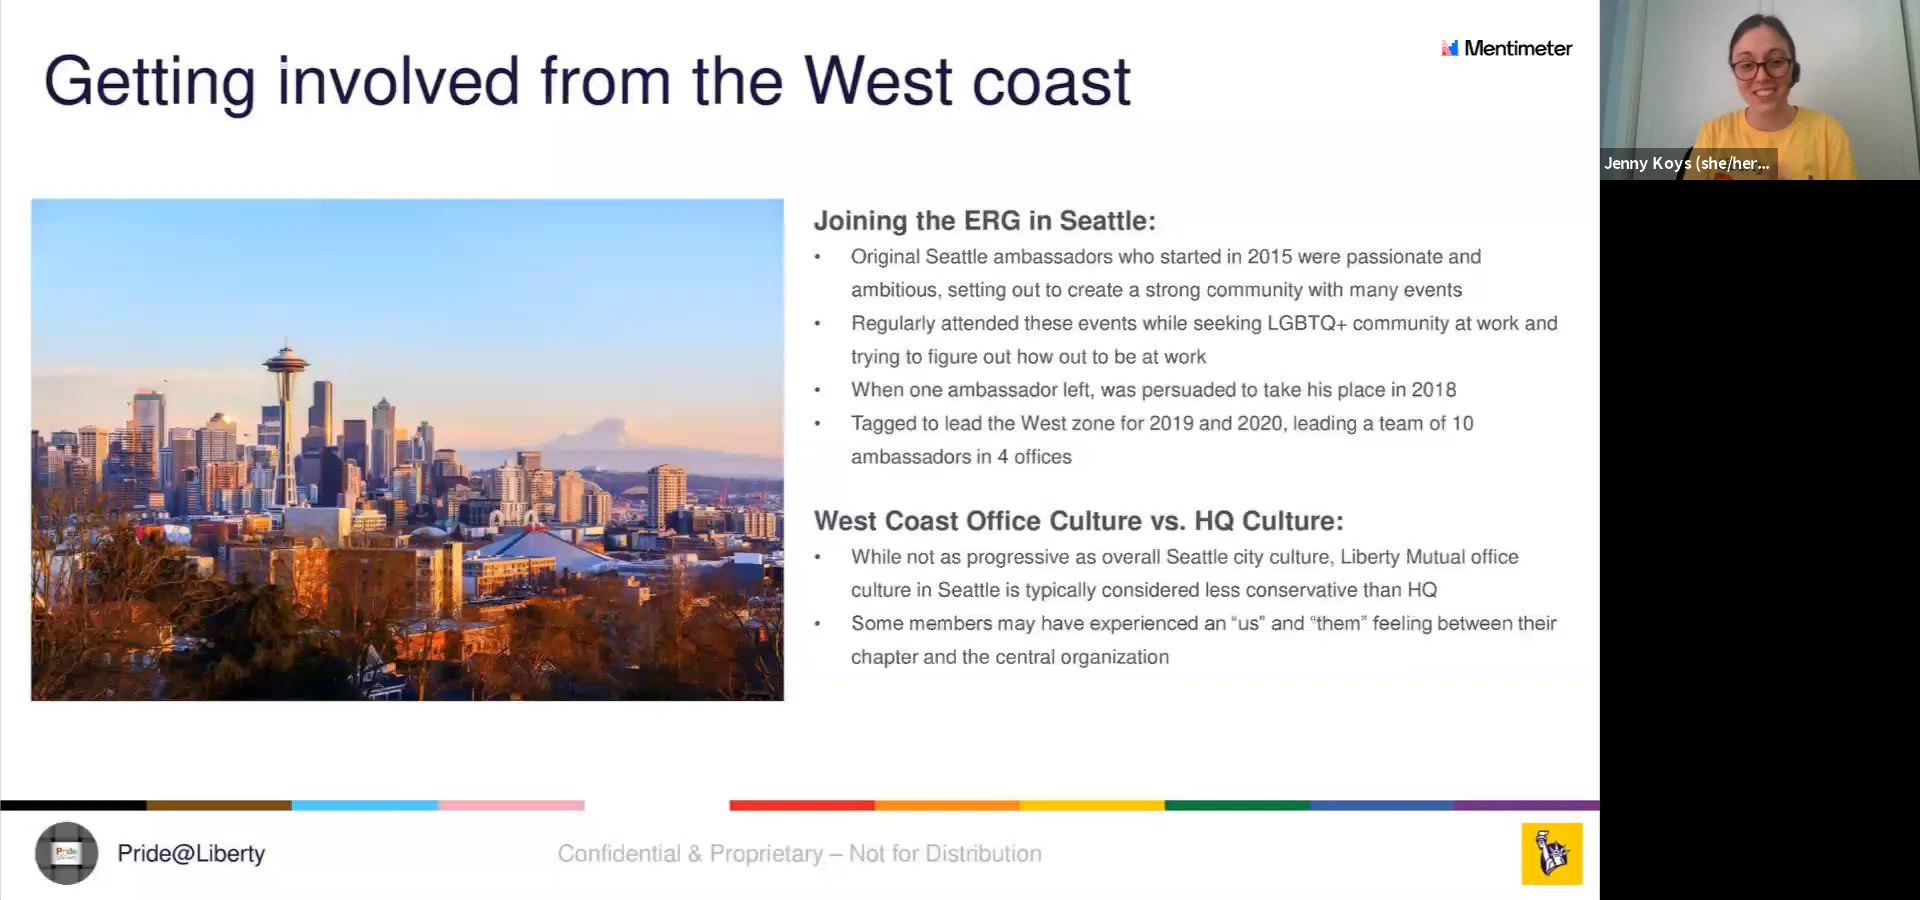 Getting involved from the West coast
Mentimeter
Jenny Koys (she/her...
Joining the ERG in Seattle:
• Original Seattle ambassadors who started in 2015 were passionate and
ambitious, setting out to create a strong community with many events
• Regularly attended these events while seeking LGBTQ+ community at work and
trying to figure out how out to be at work
• When one ambassador left, was persuaded to take his place in 2018
• Tagged to lead the West zone for 2019 and 2020, leading a team of 10
ambassadors in 4 offices
West Coast Office Culture vs. HQ Culture:
• While not as progressive as overall Seattle city culture, Liberty Mutual office
culture in Seattle is typically considered less conservative than HQ
• Some members may have experienced an “us” and “them” feeling between their
chapter and the central organization
Pride
Pride@Liberty
Confidential & Proprietary – Not for Distribution